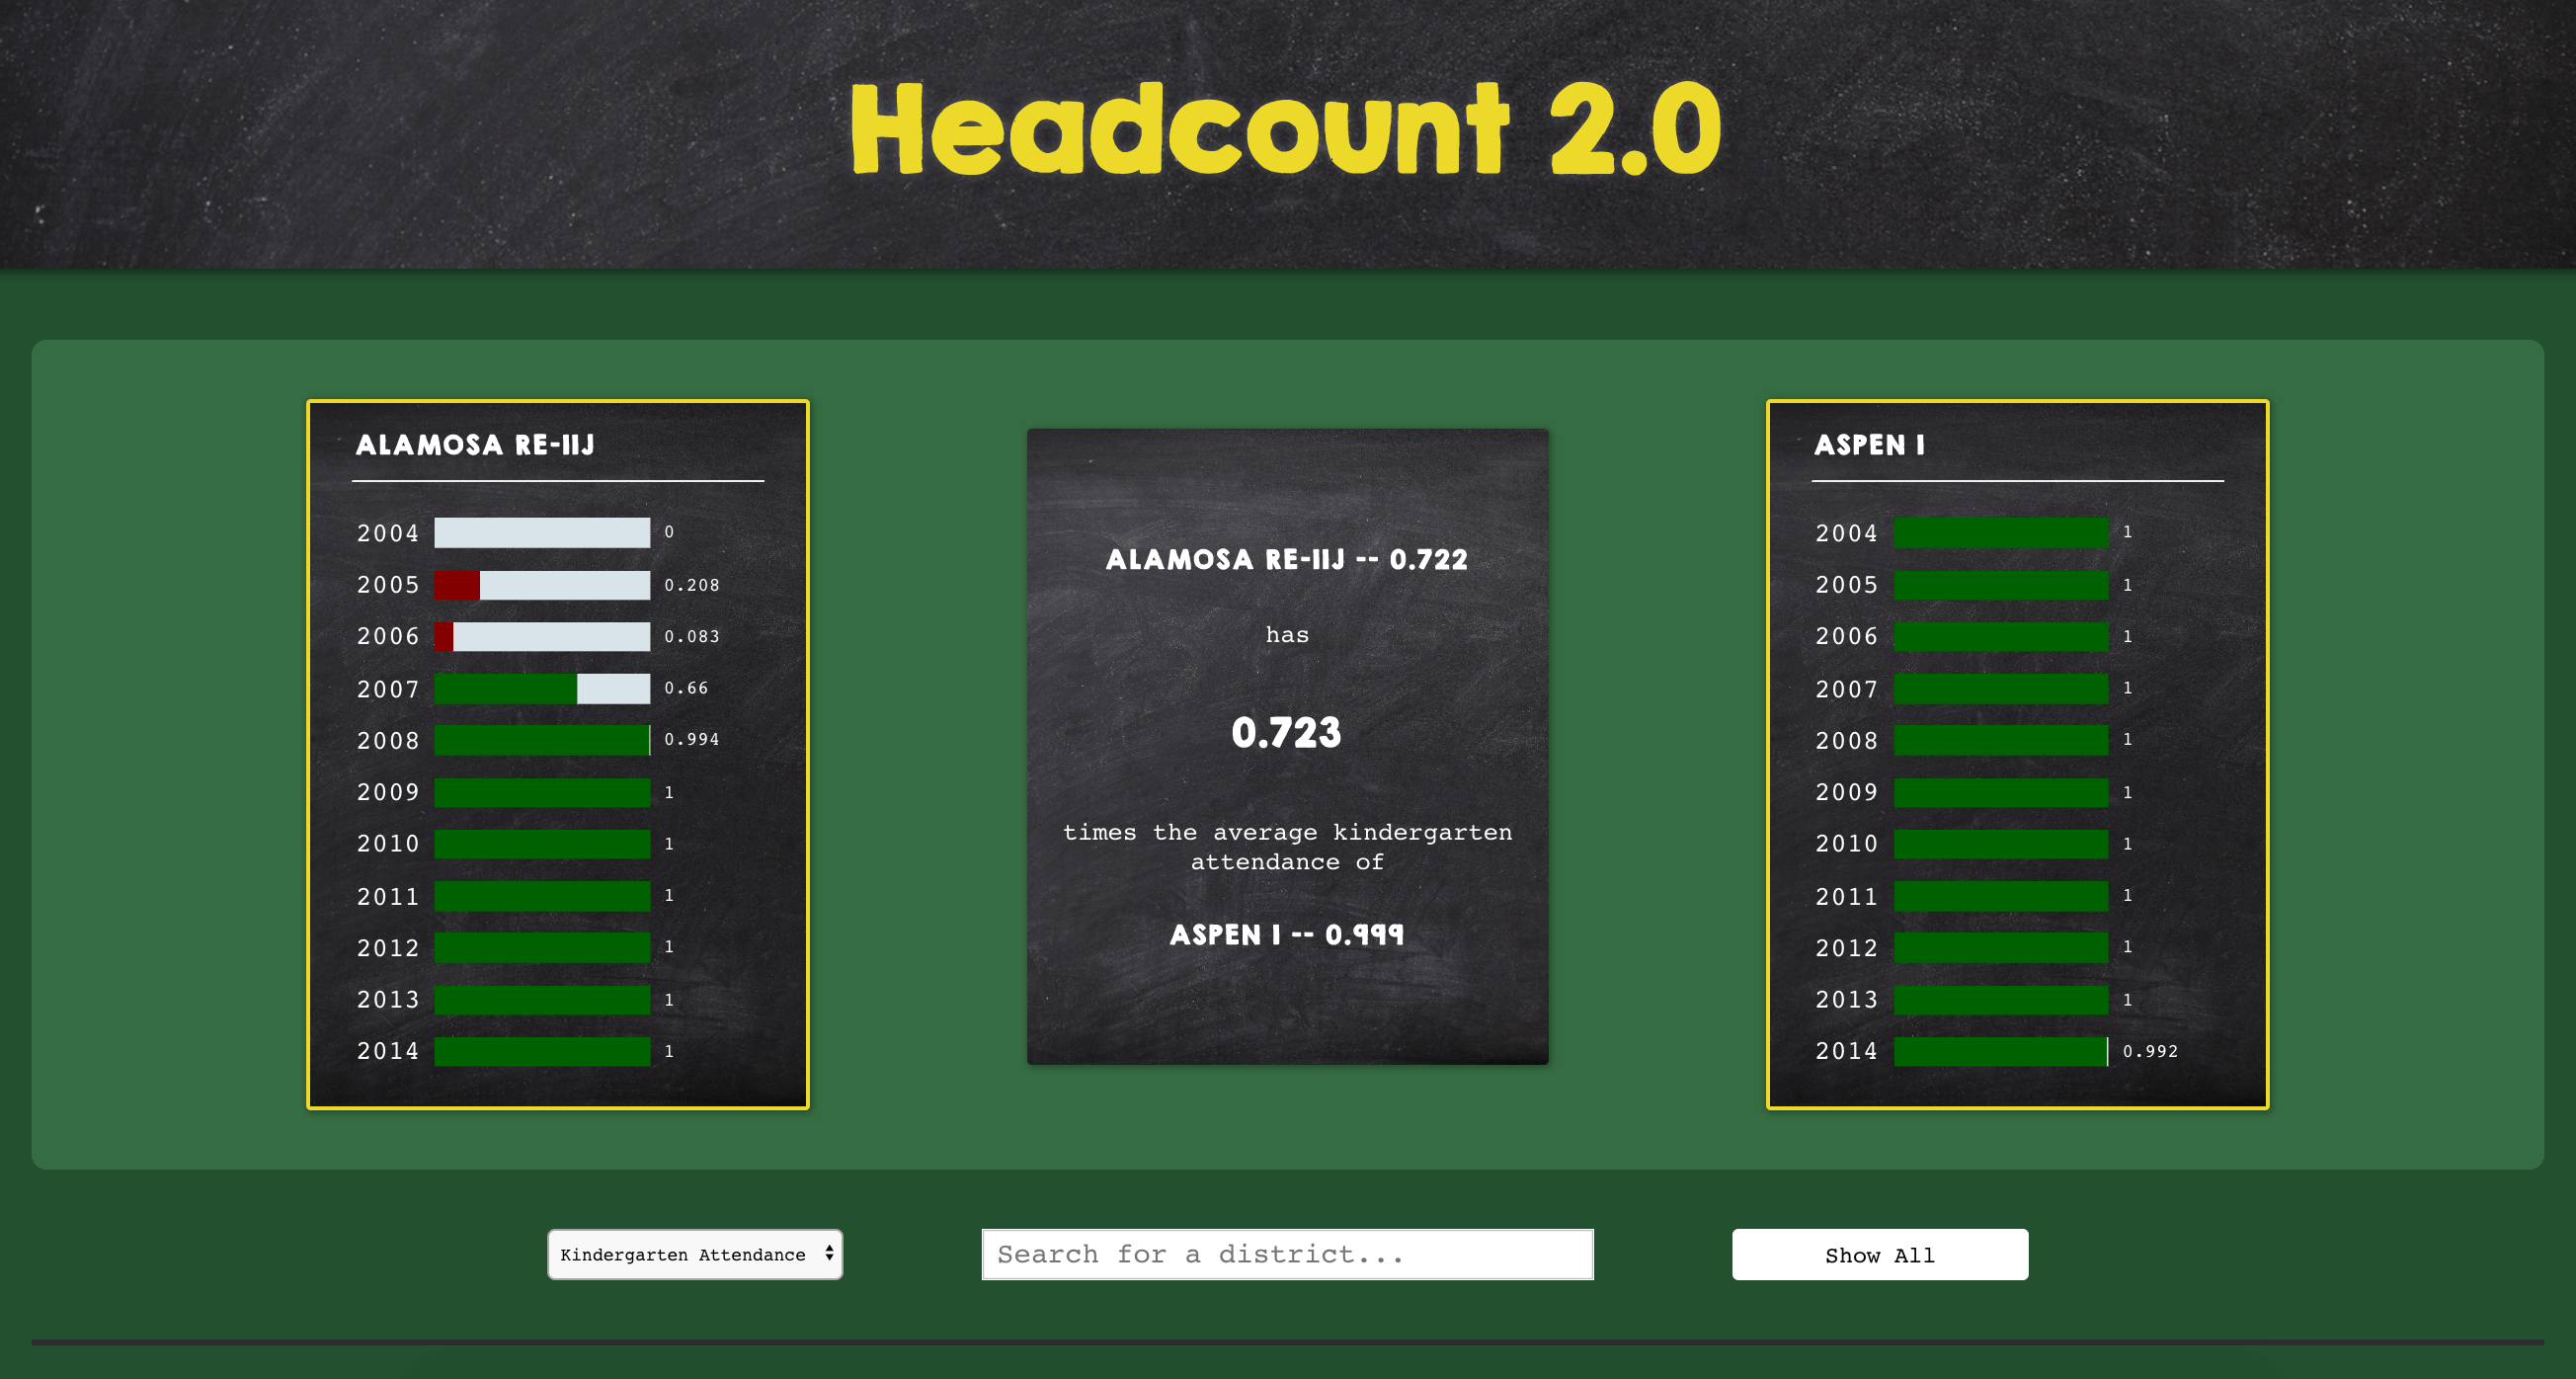 Headcount 2.0
ALAMOSA RE-11J
2004 0
2005 0.208
2006 0.083
2007 0.66
2008 0.994
2009 1
2010 1
2011 1
2012 1
2013 1
2014 1
ALAMOSA RE-11J -- 0.722
has
0.723
times the average kindergarten
attendance of
ASPEN 1 -- 0.999
ASPEN 1
2004 1
2005 1
2006 1
2007 1
2008 1
2009 1
2010 1
2011 1
2012 1
2013 1
2014 0.992
Kindergarten Attendance
Search for a district...
Show All